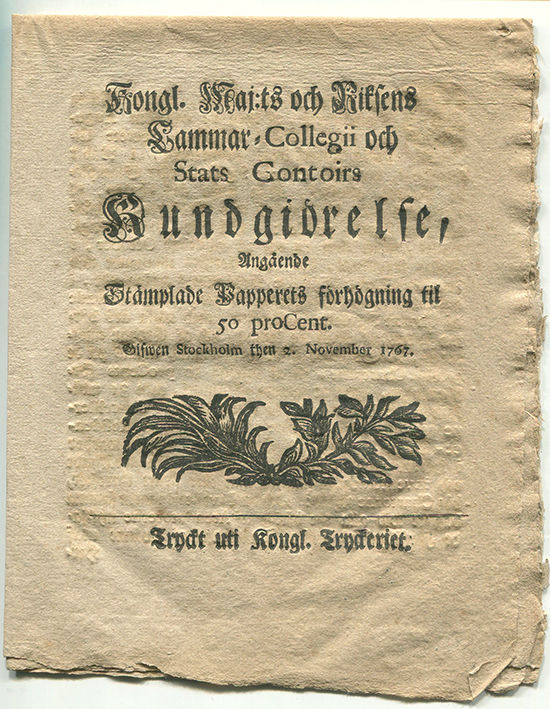 Kongl. Maj:ts och Riksens
Cammar-Collegii och
Stats Contoirs
Kundgiörelse,
Angående
Stämplade Papperets förhögning til
50 proCent.
Gifwen Stockholm then 2. November 1767.
Tryckt uti Kongl. Tryckeriet.